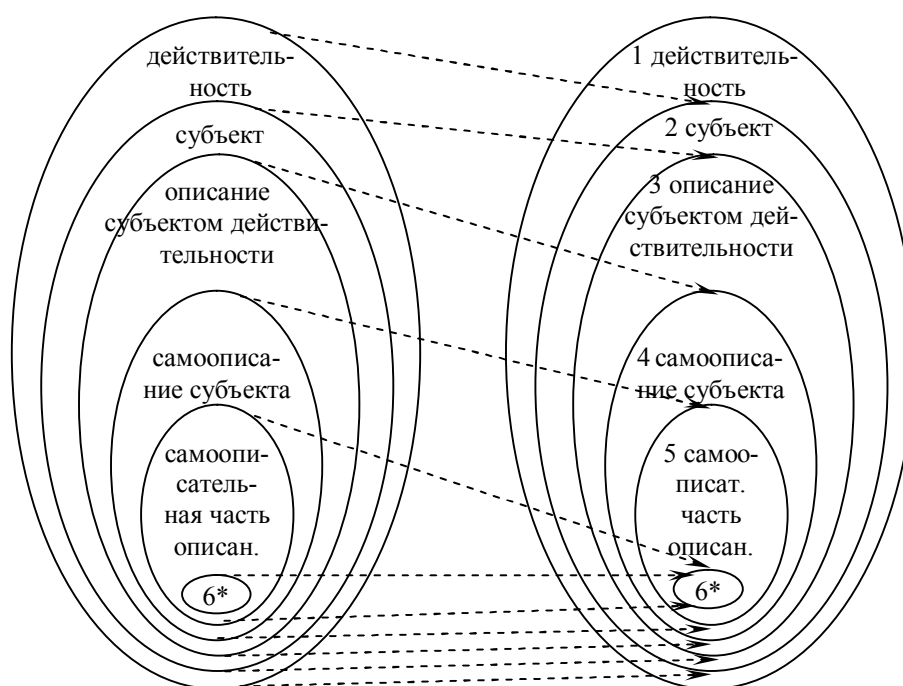 действитель-
ность
субъект
описание
субъектом действи-
тельности
самоописа-
ние субъекта
самоопи-
сатель-
ная часть
описан.
6*
1 действитель-
ность
2 субъект
3 описание
субъектом дей-
ствительности
4 самоописа-
ние субъекта
5 самоо-
писат.
часть
описан.
6*